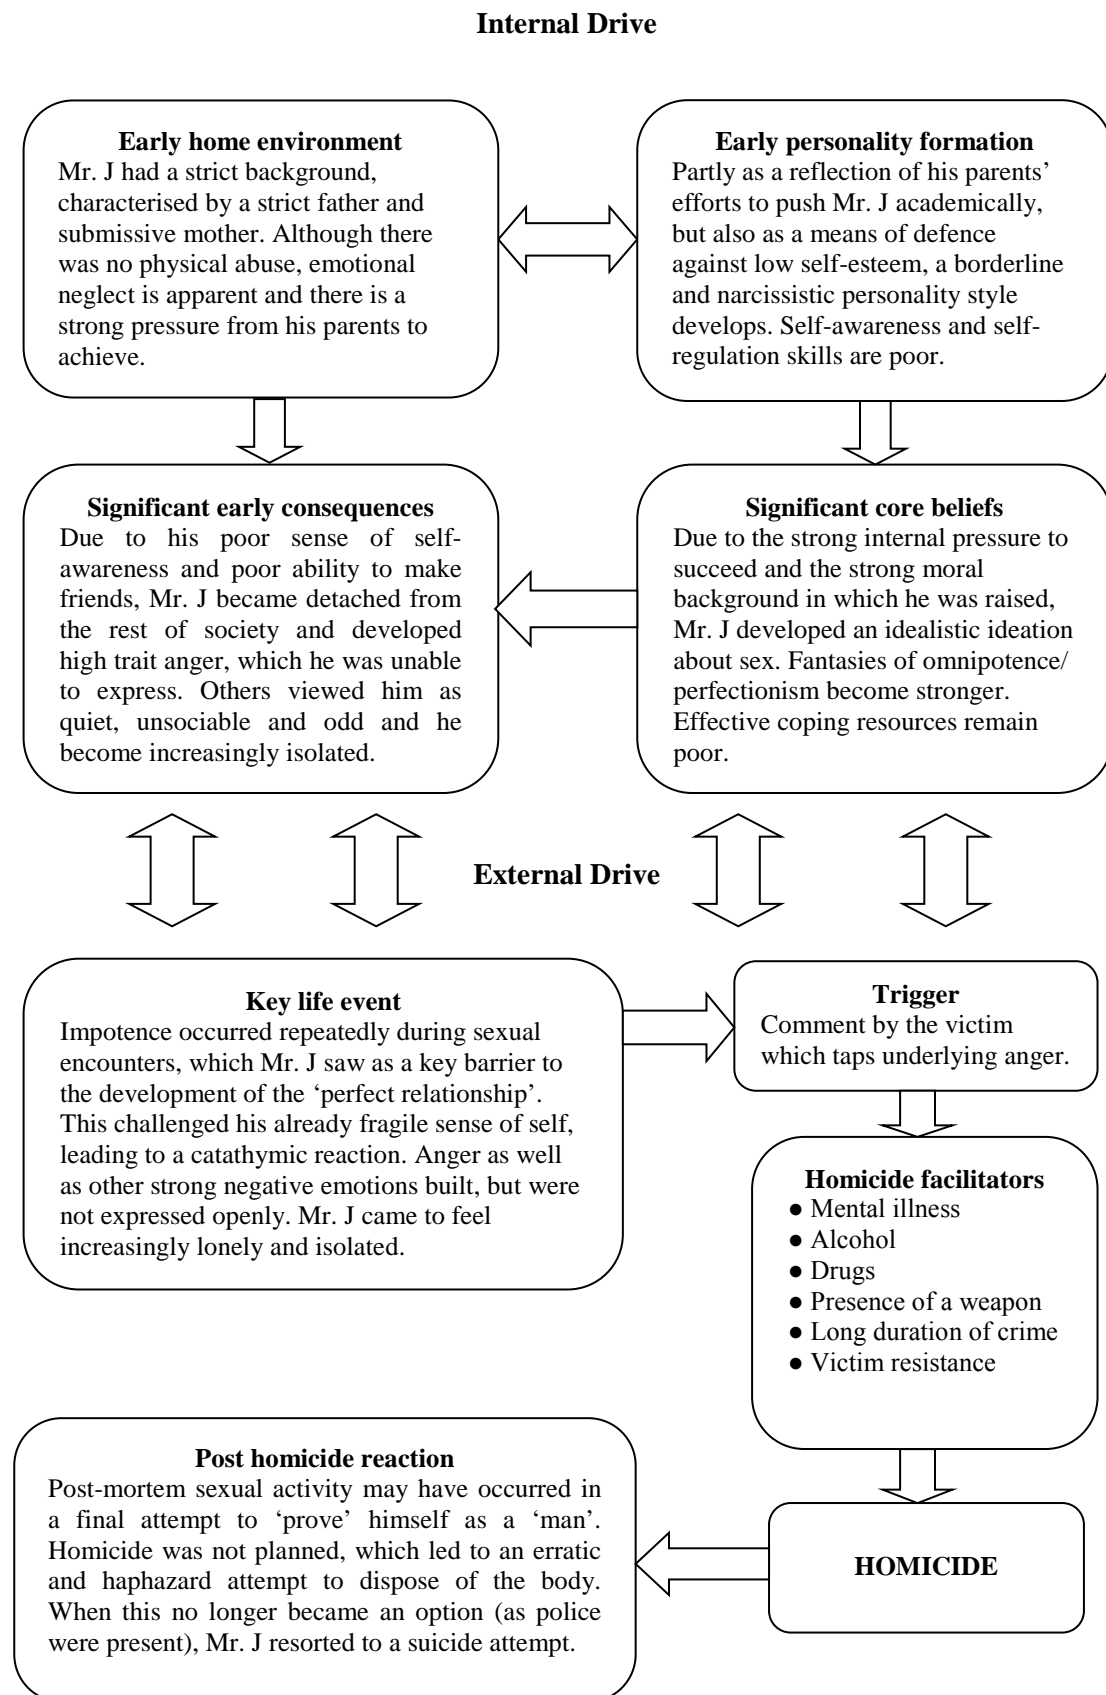 Internal Drive
Early home environment
Mr. J had a strict background,
characterised by a strict father and
submissive mother. Although there
was no physical abuse, emotional
neglect is apparent and there is a
strong pressure from his parents to
achieve.
Early personality formation
Partly as a reflection of his parents’
efforts to push Mr. J academically,
but also as a means of defence
against low self-esteem, a borderline
and narcissistic personality style
develops. Self-awareness and self-
regulation skills are poor.
Significant early consequences
Due to his poor sense of self-
awareness and poor ability to make
friends, Mr. J became detached from
the rest of society and developed
high trait anger, which he was unable
to express. Others viewed him as
quiet, unsociable and odd and he
become increasingly isolated.
Significant core beliefs
Due to the strong internal pressure to
succeed and the strong moral
background in which he was raised,
Mr. J developed an idealistic ideation
about sex. Fantasies of omnipotence/
perfectionism become stronger.
Effective coping resources remain
poor.
External Drive
Key life event
Impotence occurred repeatedly during sexual
encounters, which Mr. J saw as a key barrier to
the development of the ‘perfect relationship’.
This challenged his already fragile sense of self,
leading to a catathymic reaction. Anger as well
as other strong negative emotions built, but were
not expressed openly. Mr. J came to feel
increasingly lonely and isolated.
Trigger
Comment by the victim
which taps underlying anger.
Homicide facilitators
● Mental illness
● Alcohol
● Drugs
● Presence of a weapon
● Long duration of crime
● Victim resistance
Post homicide reaction
Post-mortem sexual activity may have occurred in
a final attempt to ‘prove’ himself as a ‘man’.
Homicide was not planned, which led to an erratic
and haphazard attempt to dispose of the body.
When this no longer became an option (as police
were present), Mr. J resorted to a suicide attempt.
HOMICIDE